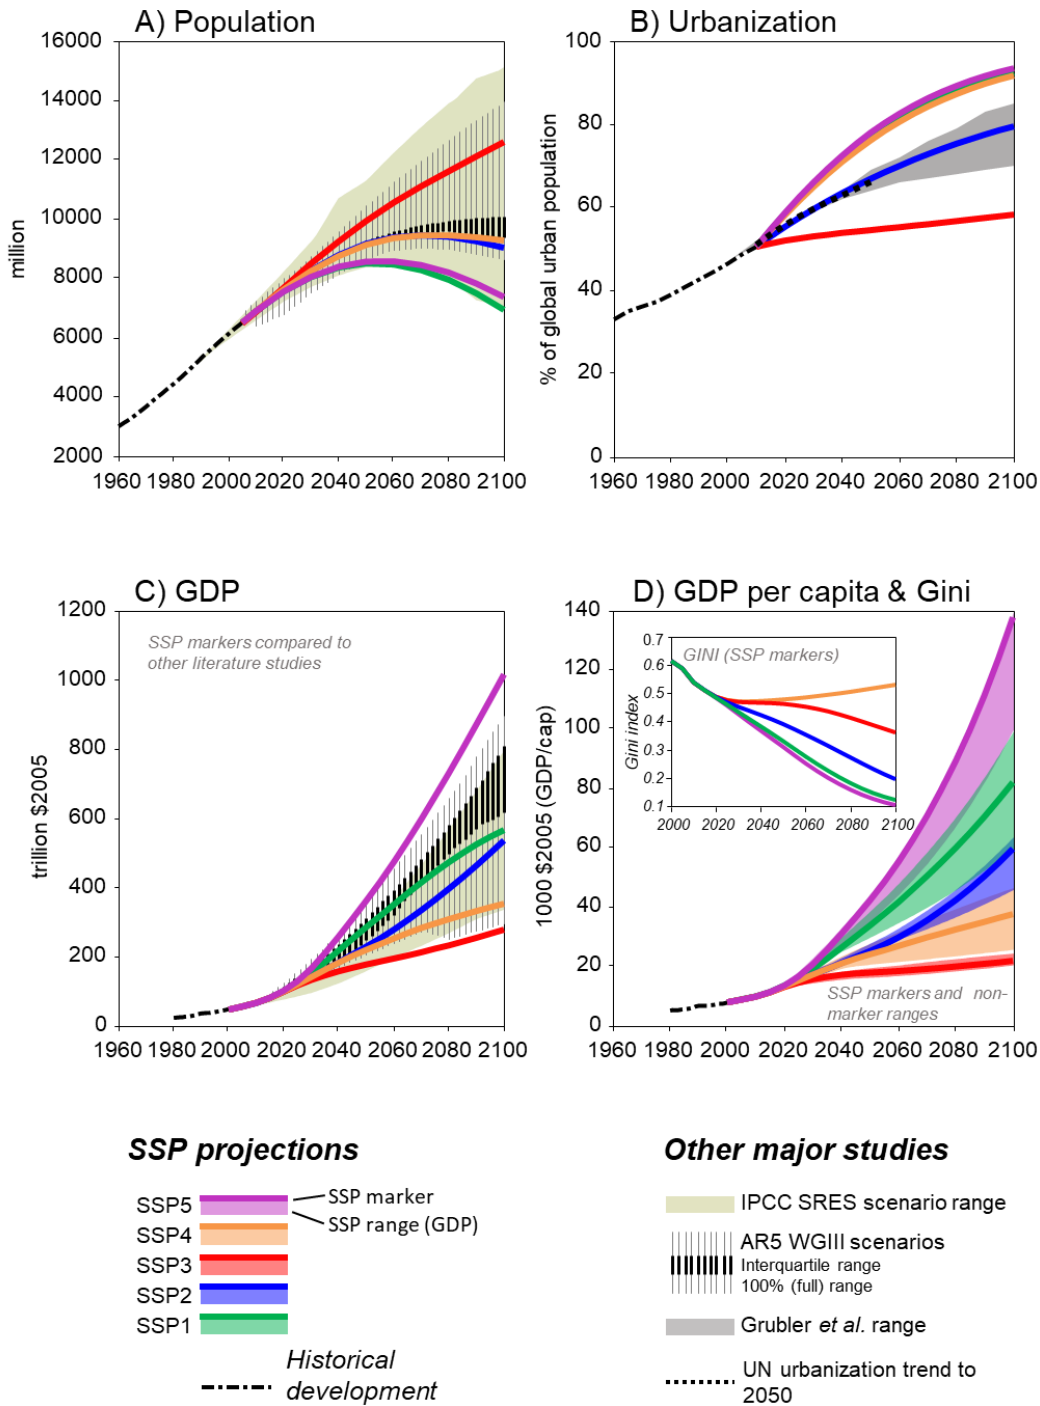 A) Population
16000
14000
12000
10000
8000
6000
4000
2000
million
1960 1980 2000 2020 2040 2060 2080 2100
B) Urbanization
100
80
60
40
20
0
% of global urban population
1960 1980 2000 2020 2040 2060 2080 2100
C) GDP
1200
1000
800
600
400
200
0
trillion $2005
SSP markers compared to
other literature studies
1960 1980 2000 2020 2040 2060 2080 2100
D) GDP per capita & Gini
140
120
100
80
60
40
20
0
1000 $2005 (GDP/cap)
0.7
0.6
0.5
0.4
0.3
0.2
0.1
Gini index
GINI (SSP markers)
2000 2020 2040 2060 2080 2100
SSP markers and non-
marker ranges
1960 1980 2000 2020 2040 2060 2080 2100
SSP projections
SSP5
SSP marker
SSP range (GDP)
SSP4
SSP3
SSP2
SSP1
Historical
development
Other major studies
IPCC SRES scenario range
AR5 WGIII scenarios
Interquartile range
100% (full) range
Grubler et al. range
UN urbanization trend to
2050